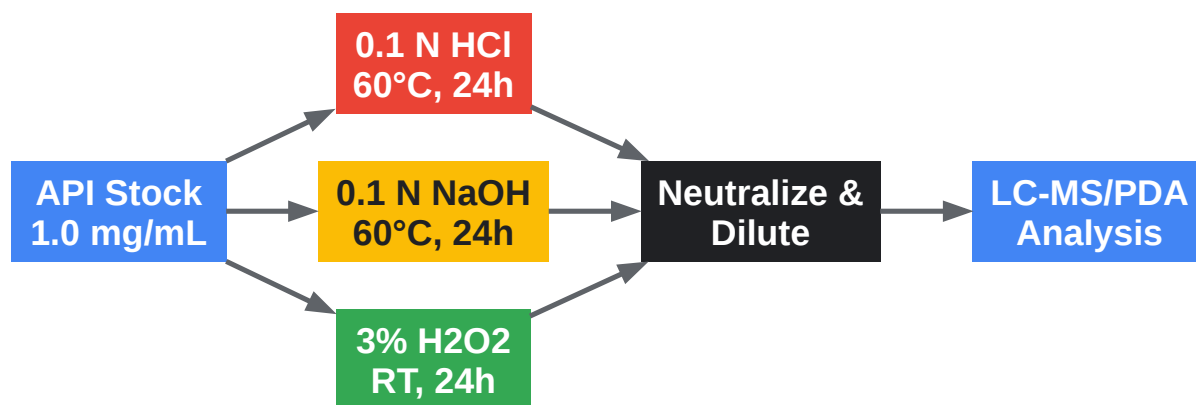 API Stock
1.0 mg/mL
0.1 N HCl
60°C, 24h
0.1 N NaOH
60°C, 24h
3% H2O2
RT, 24h
Neutralize &
Dilute
LC-MS/PDA
Analysis